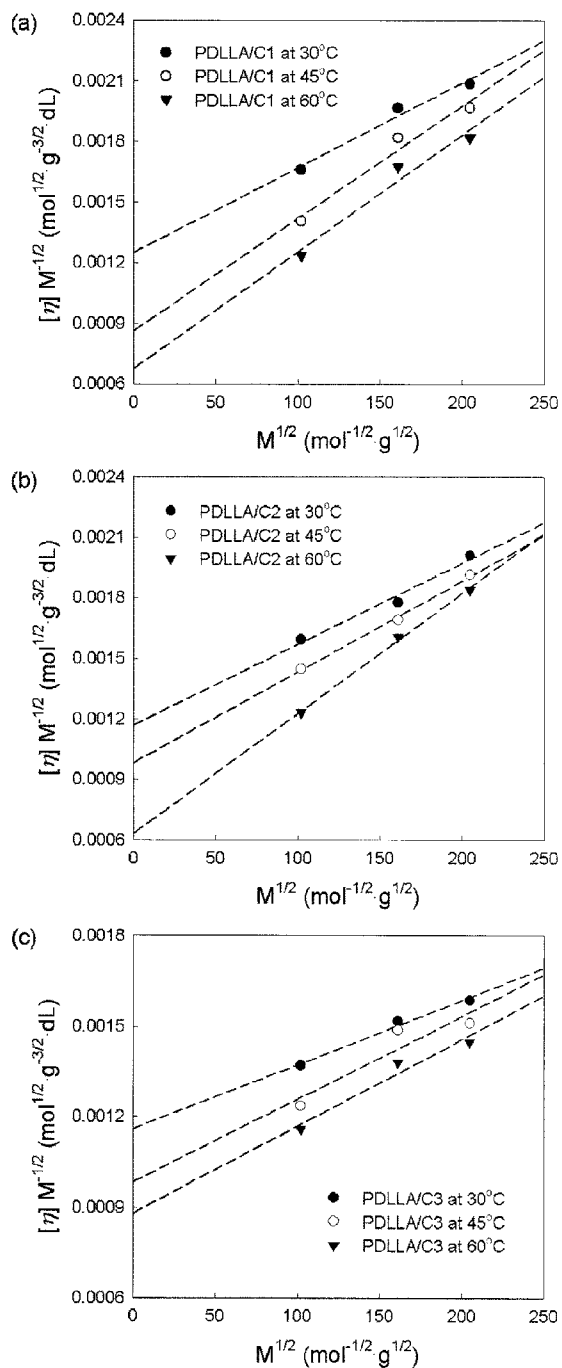 (a)
0.0024
0.0021
0.0018
0.0015
0.0012
0.0009
0.0006
[η] M^-1/2 (mol^1/2·g^-3/2·dL)
PDLLA/C1 at 30°C
PDLLA/C1 at 45°C
PDLLA/C1 at 60°C
0 50 100 150 200 250
M^1/2 (mol^-1/2·g^1/2)
(b)
0.0024
0.0021
0.0018
0.0015
0.0012
0.0009
0.0006
[η] M^-1/2 (mol^1/2·g^-3/2·dL)
PDLLA/C2 at 30°C
PDLLA/C2 at 45°C
PDLLA/C2 at 60°C
0 50 100 150 200 250
M^1/2 (mol^-1/2·g^1/2)
(c)
0.0018
0.0015
0.0012
0.0009
0.0006
[η] M^-1/2 (mol^1/2·g^-3/2·dL)
PDLLA/C3 at 30°C
PDLLA/C3 at 45°C
PDLLA/C3 at 60°C
0 50 100 150 200 250
M^1/2 (mol^-1/2·g^1/2)